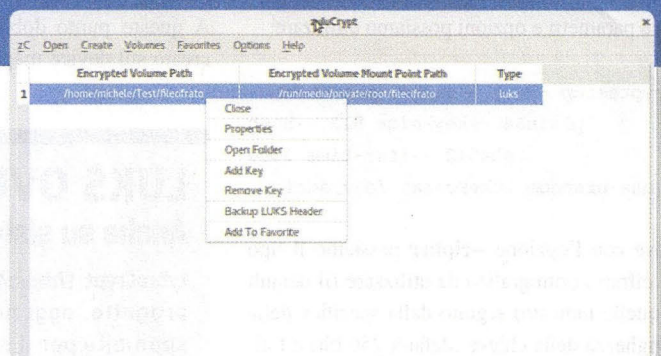 zuluCrypt
zC Open Create Volumes Favorites Options Help
Encrypted Volume Path Encrypted Volume Mount Point Path Type
1 /home/michele/Test/filecifrato /run/media/private/root/filecifrato luks
Close
Properties
Open Folder
Add Key
Remove Key
Backup LUKS Header
Add To Favorite